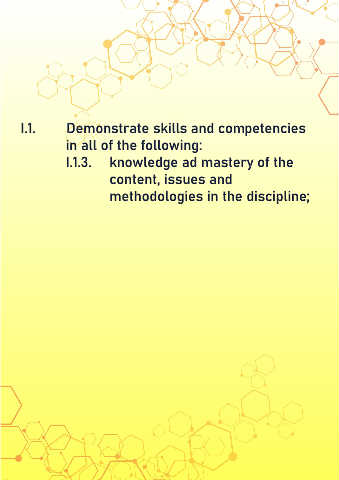 I.1. Demonstrate skills and competencies
in all of the following:
I.1.3. knowledge ad mastery of the
content, issues and
methodologies in the discipline;